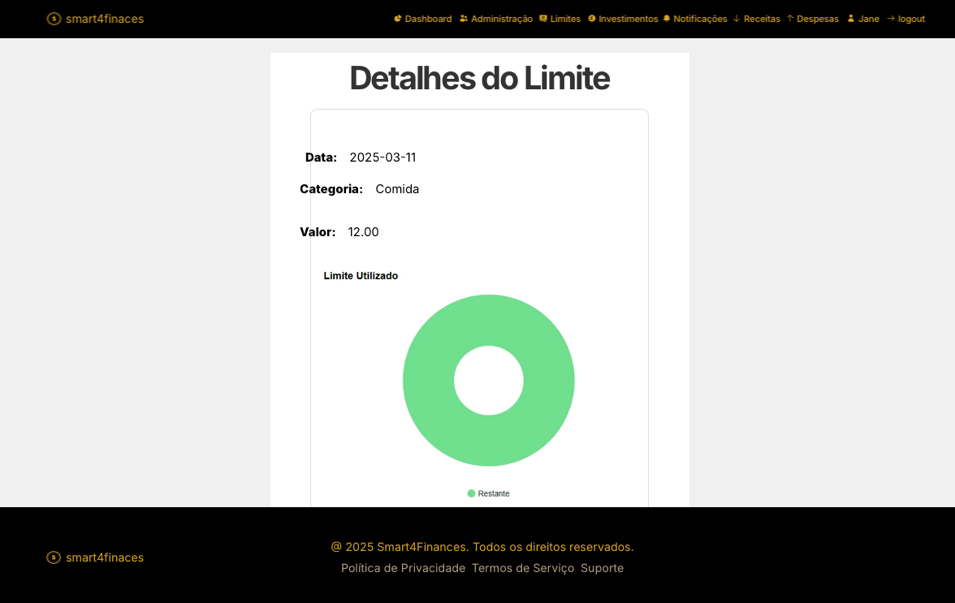 smart4finaces
Dashboard Administração Limites Investimentos Notificações Receitas Despesas Jane logout
Detalhes do Limite
Data: 2025-03-11
Categoria: Comida
Valor: 12.00
Limite Utilizado
Restante
smart4finaces
@ 2025 Smart4Finances. Todos os direitos reservados.
Política de Privacidade Termos de Serviço Suporte